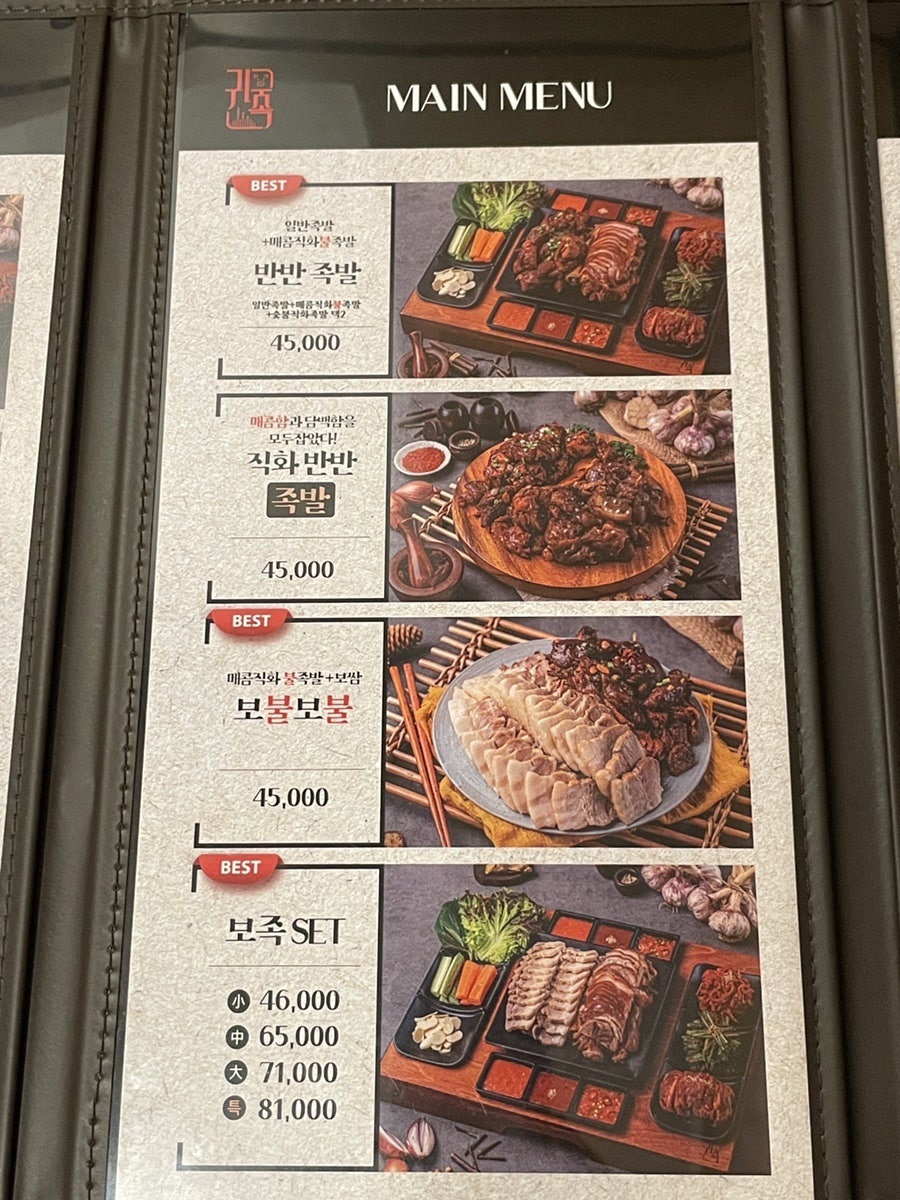 귀족
MAIN MENU
BEST
일반족발
+매콤직화불족발
반반 족발
일반족발+매콤직화불족발
+숯불직화족발 택2
45,000
매콤함과 담백함을
모두잡았다!
직화 반반
족발
45,000
BEST
매콤직화 불족발+보쌈
보불보불
45,000
BEST
보족 SET
小 46,000
中 65,000
大 71,000
특 81,000